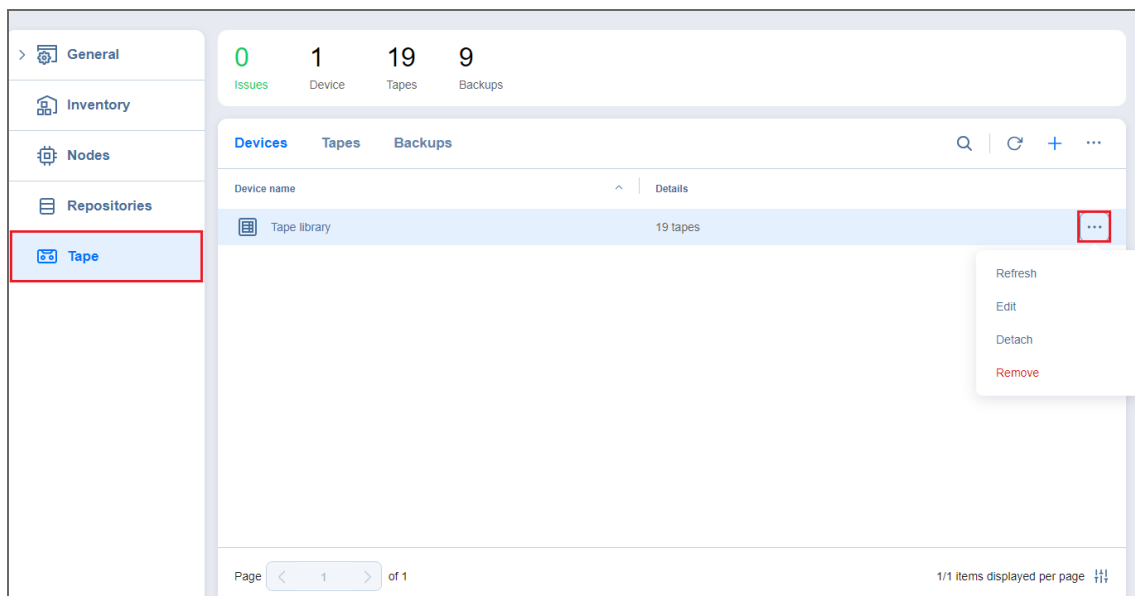 General
Inventory
Nodes
Repositories
Tape
0 1 19 9
Issues Device Tapes Backups
Devices Tapes Backups
Device name Details
Tape library 19 tapes
Refresh
Edit
Detach
Remove
Page 1 of 1 1/1 items displayed per page